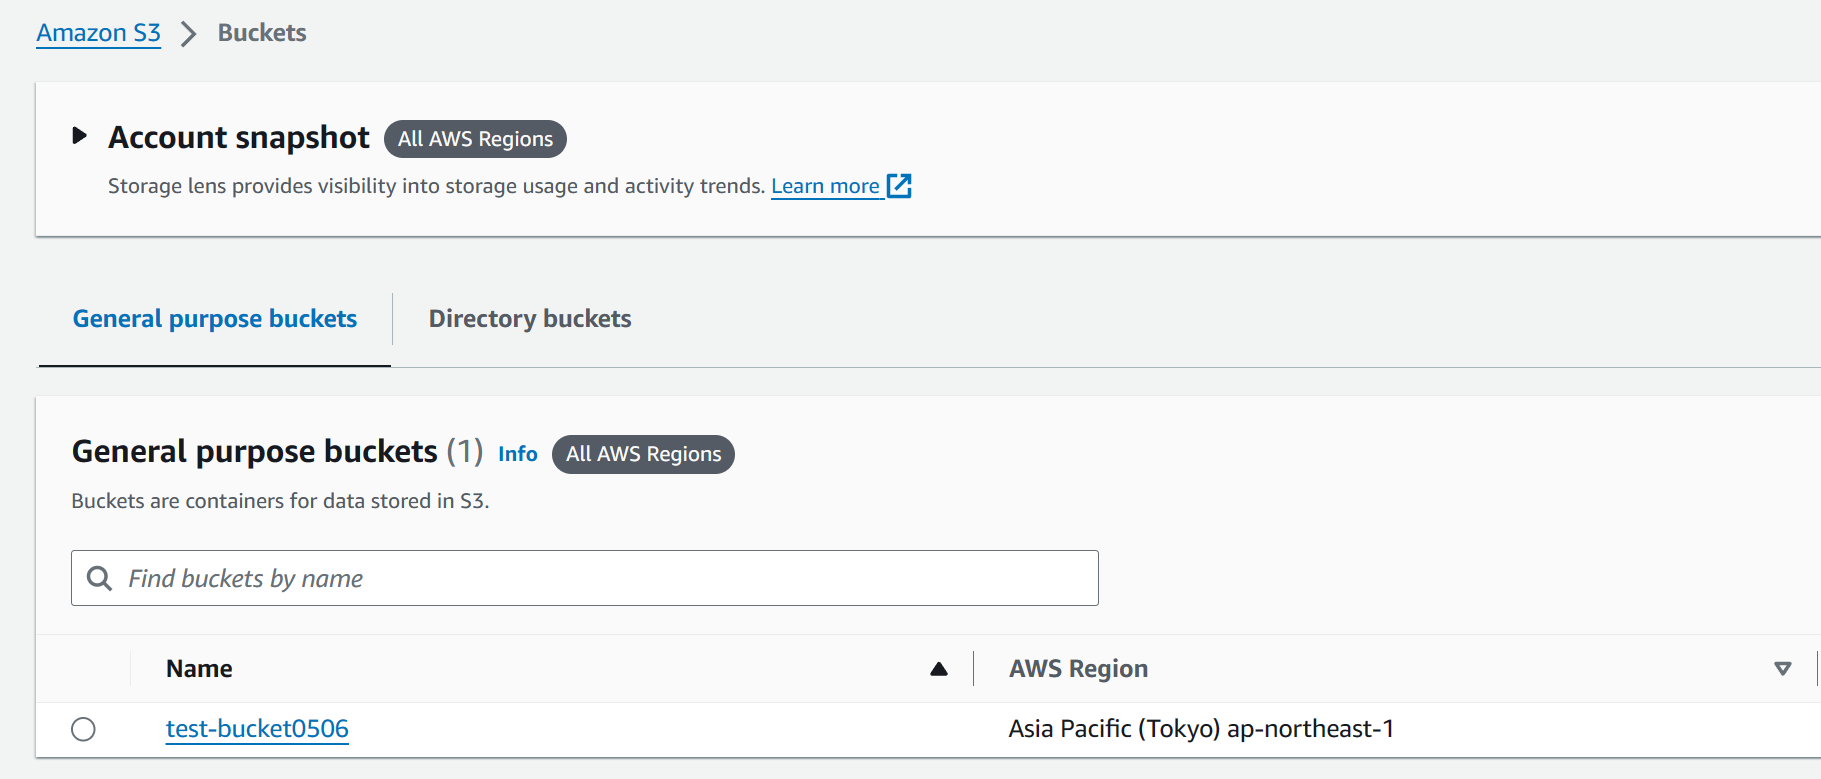 Amazon S3 > Buckets
Account snapshot All AWS Regions
Storage lens provides visibility into storage usage and activity trends. Learn more
General purpose buckets Directory buckets
General purpose buckets (1) Info All AWS Regions
Buckets are containers for data stored in S3.
Find buckets by name
Name AWS Region
test-bucket0506 Asia Pacific (Tokyo) ap-northeast-1